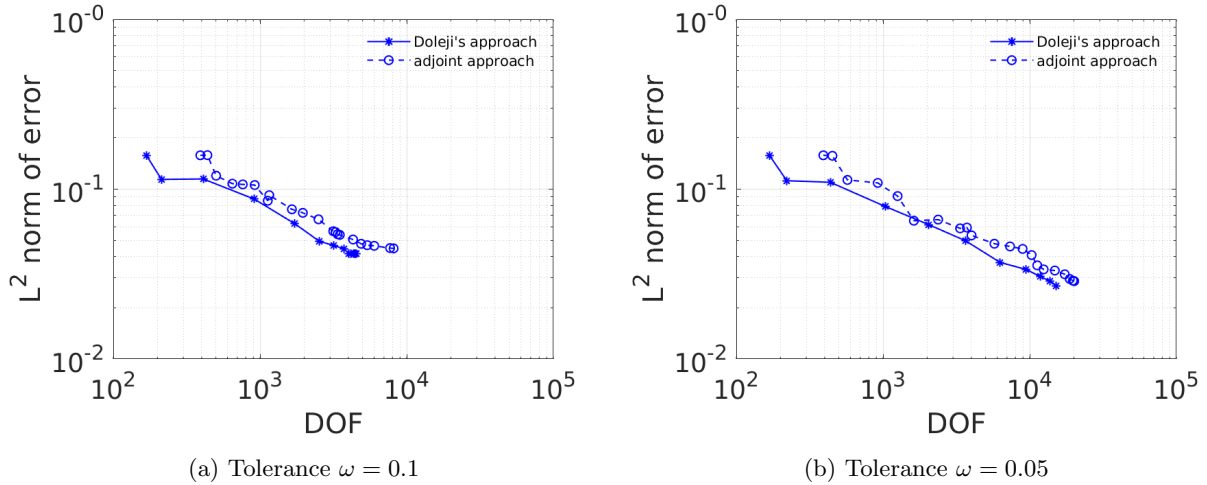 10^-0
10^-1
10^-2
L^2 norm of error
Doleji's approach
adjoint approach
10^2
10^3
10^4
10^5
DOF
(a) Tolerance ω = 0.1
10^-0
10^-1
10^-2
L^2 norm of error
Doleji's approach
adjoint approach
10^2
10^3
10^4
10^5
DOF
(b) Tolerance ω = 0.05